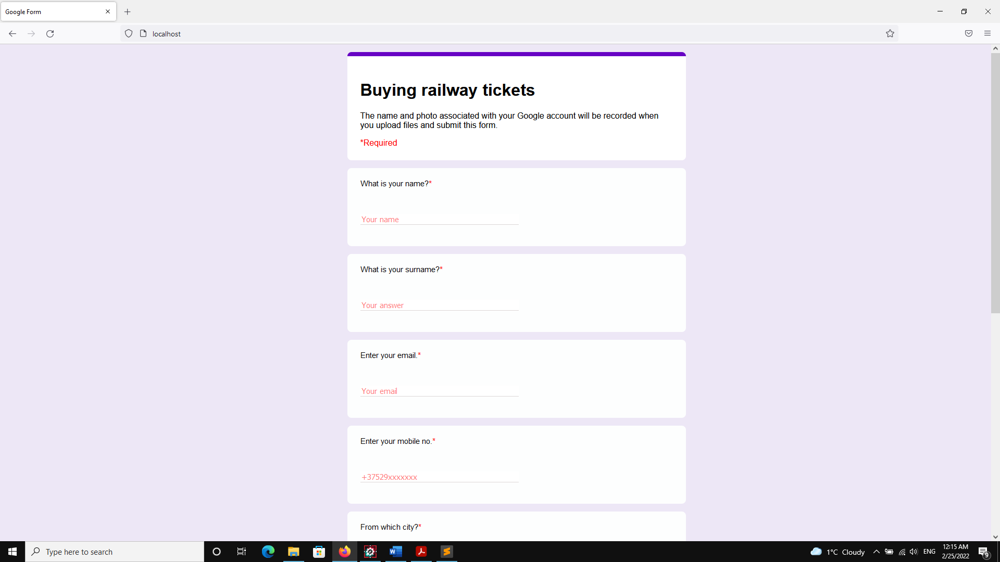 Google Form
localhost
Buying railway tickets
The name and photo associated with your Google account will be recorded when
you upload files and submit this form.
*Required
What is your name?*
Your name
What is your surname?*
Your answer
Enter your email.*
Your email
Enter your mobile no.*
+37529xxxxxxx
From which city?*
Type here to search
1°C Cloudy
ENG
12:15 AM
2/25/2022
9